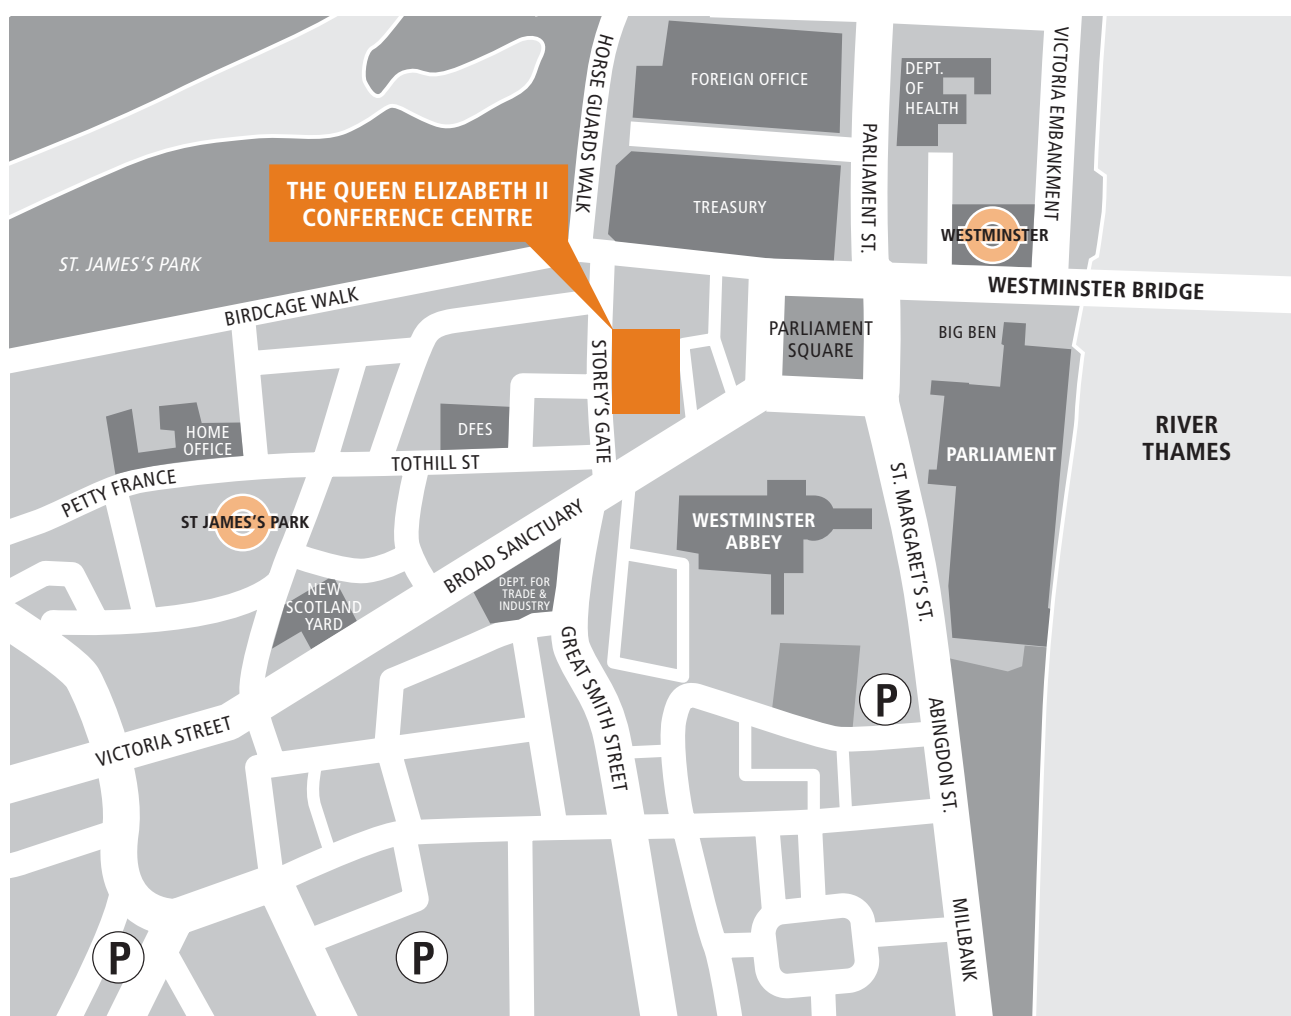 HORSE GUARDS WALK
FOREIGN OFFICE
DEPT.
OF
HEALTH
VICTORIA EMBANKMENT
PARLIAMENT ST.
THE QUEEN ELIZABETH II
CONFERENCE CENTRE
TREASURY
WESTMINSTER
ST. JAMES'S PARK
WESTMINSTER BRIDGE
BIRDCAGE WALK
PARLIAMENT
SQUARE
BIG BEN
STOREY'S GATE
RIVER
THAMES
HOME
OFFICE
DFES
TOTHILL ST
PARLIAMENT
PETTY FRANCE
ST JAMES'S PARK
BROAD SANCTUARY
WESTMINSTER
ABBEY
ST. MARGARET'S ST.
NEW
SCOTLAND
YARD
DEPT. FOR
TRADE &
INDUSTRY
GREAT SMITH STREET
P
VICTORIA STREET
ABINGDON ST.
MILLBANK
P
P